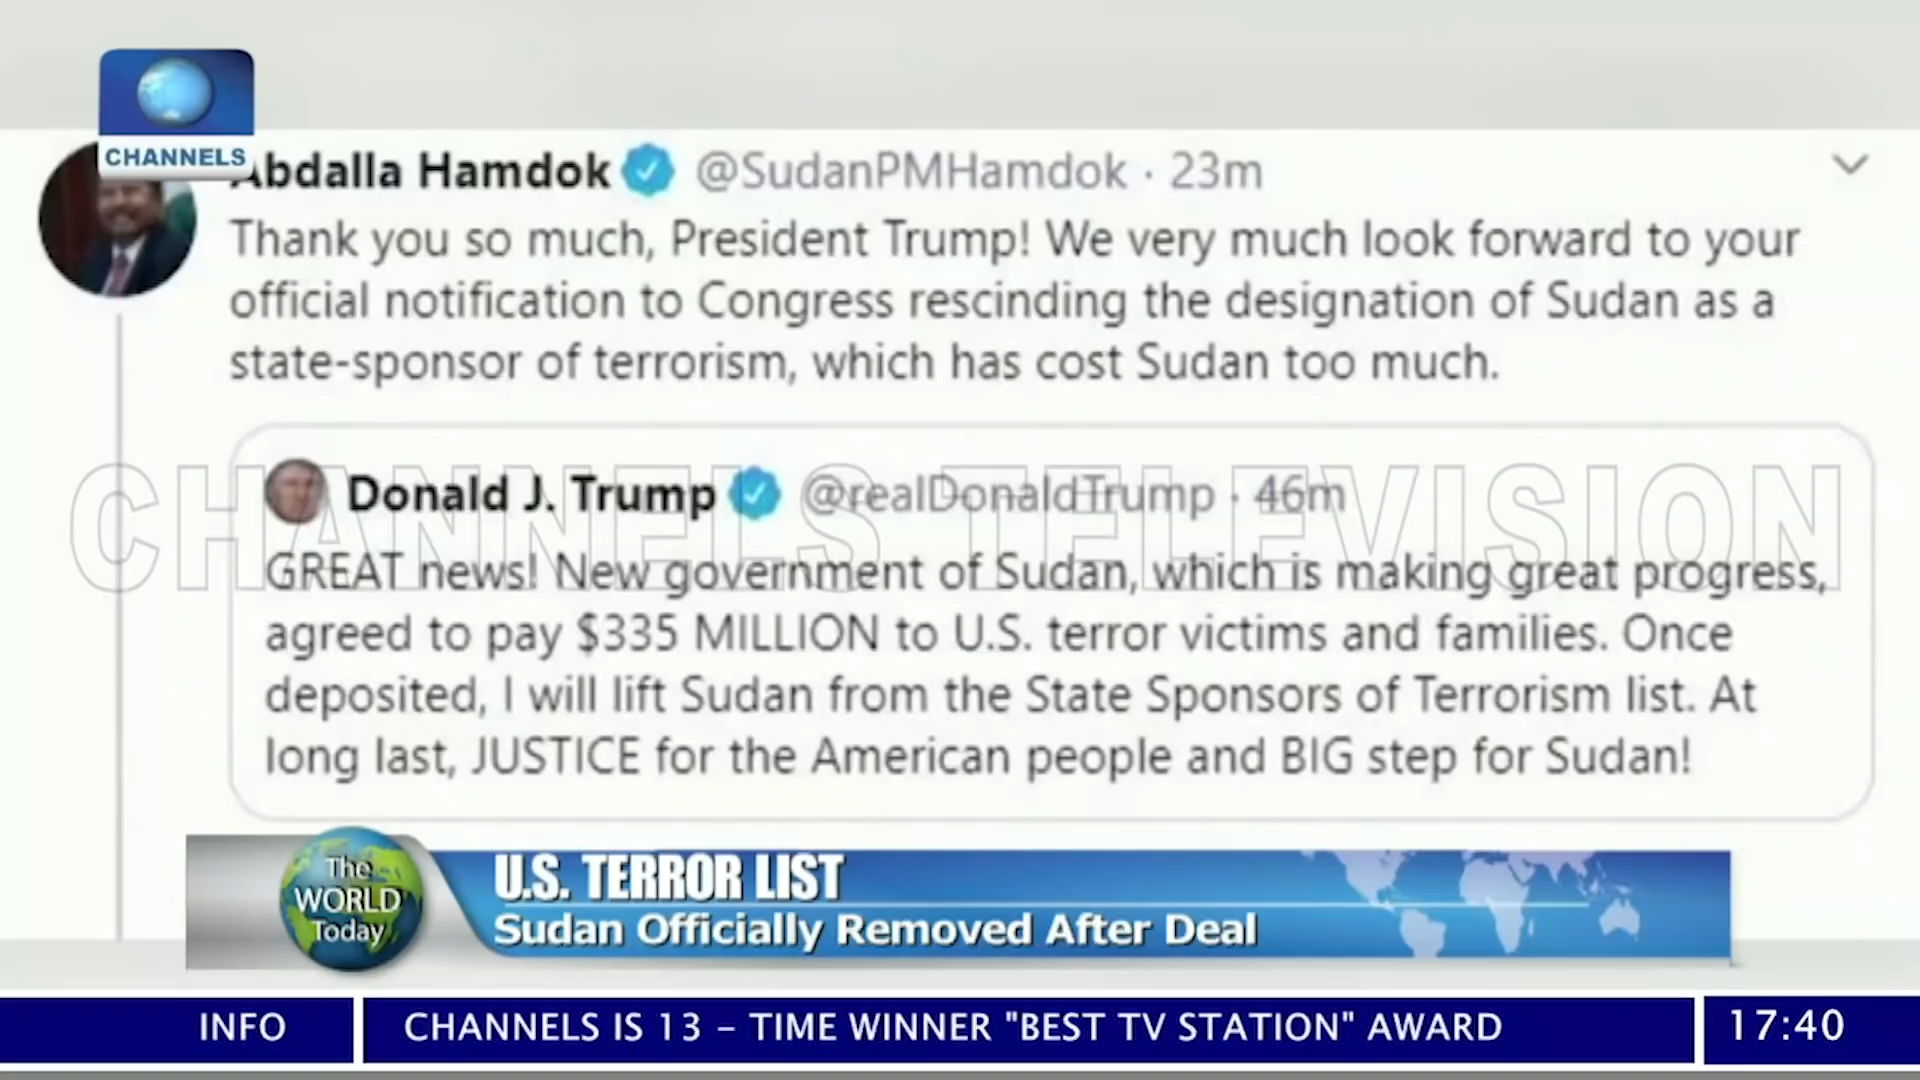 CHANNELS
Abdalla Hamdok @SudanPMHamdok · 23m
Thank you so much, President Trump! We very much look forward to your
official notification to Congress rescinding the designation of Sudan as a
state-sponsor of terrorism, which has cost Sudan too much.
CHANNELS TELEVISION
Donald J. Trump @realDonaldTrump · 46m
GREAT news! New government of Sudan, which is making great progress,
agreed to pay $335 MILLION to U.S. terror victims and families. Once
deposited, I will lift Sudan from the State Sponsors of Terrorism list. At
long last, JUSTICE for the American people and BIG step for Sudan!
The
WORLD
Today
U.S. TERROR LIST
Sudan Officially Removed After Deal
INFO
CHANNELS IS 13 – TIME WINNER "BEST TV STATION" AWARD
17:40